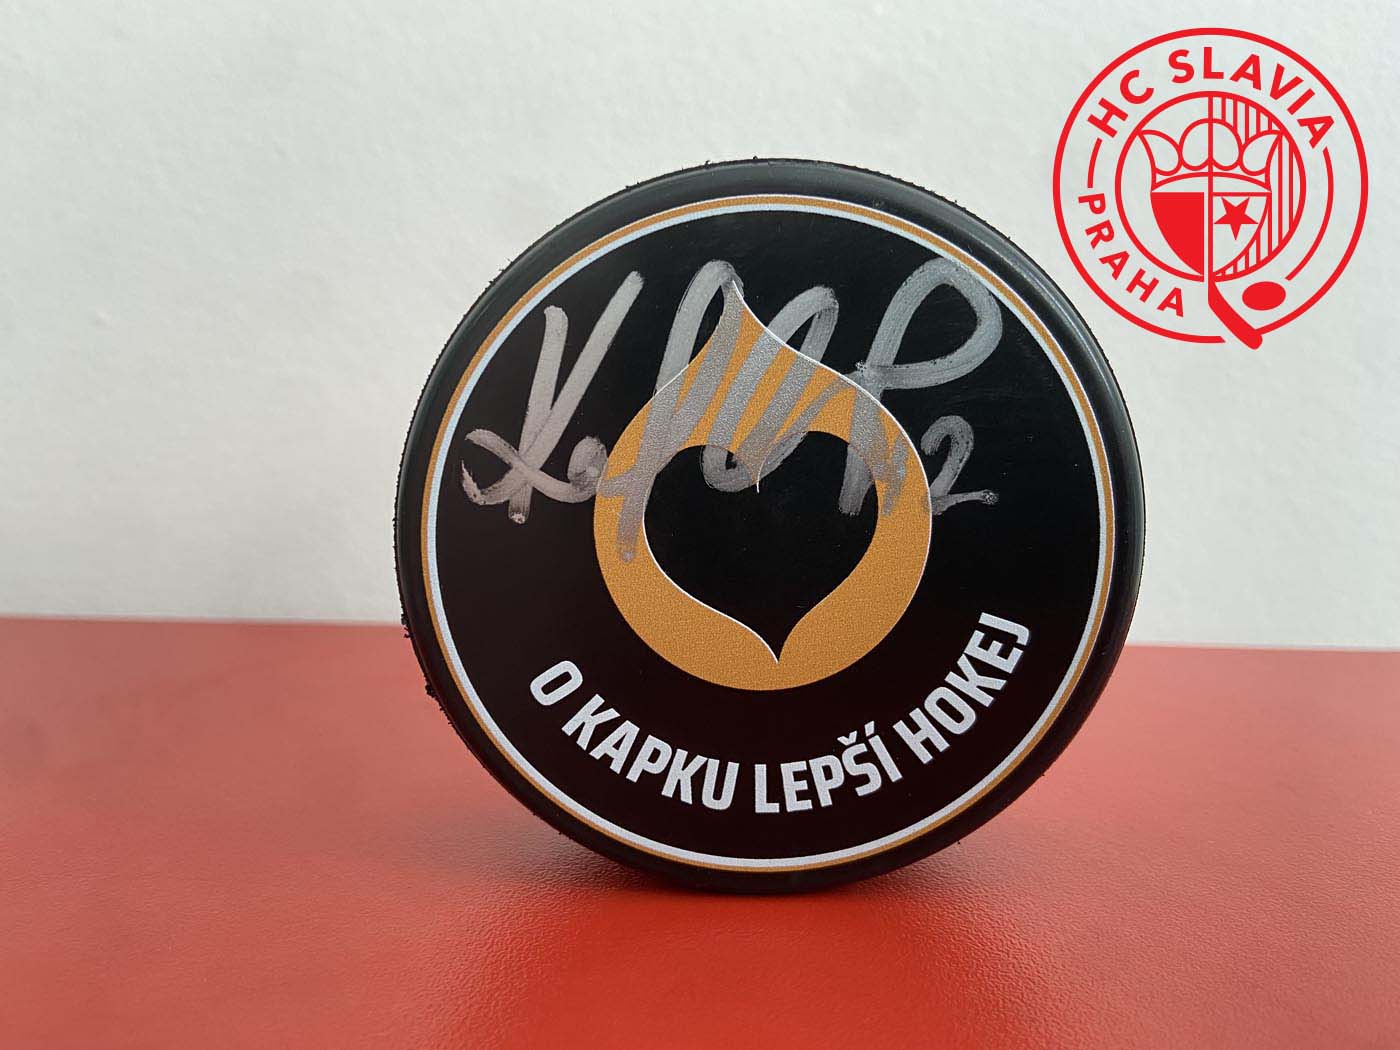 HC SLAVIA
PRAHA
O KAPKU LEPŠÍ HOKEJ